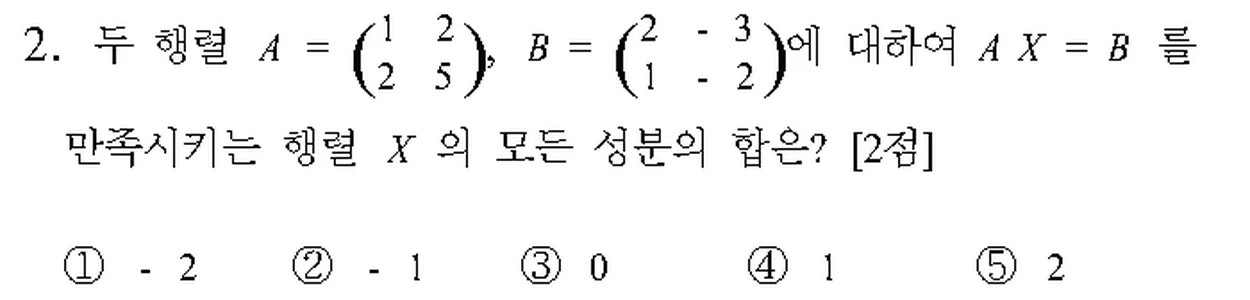 2. 두 행렬 A = (1 2
2 5), B = (2 - 3
1 - 2)에 대하여 A X = B 를
만족시키는 행렬 X 의 모든 성분의 합은? [2점]
① - 2 ② - 1 ③ 0 ④ 1 ⑤ 2